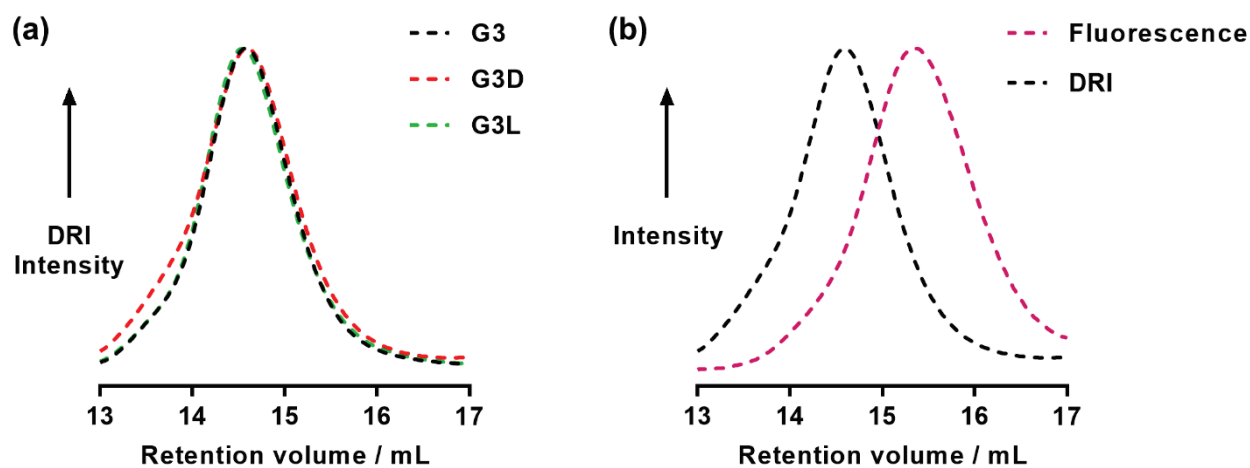 (a)
G3
G3D
G3L
DRI
Intensity
13 14 15 16 17
Retention volume / mL
(b)
Fluorescence
DRI
Intensity
13 14 15 16 17
Retention volume / mL